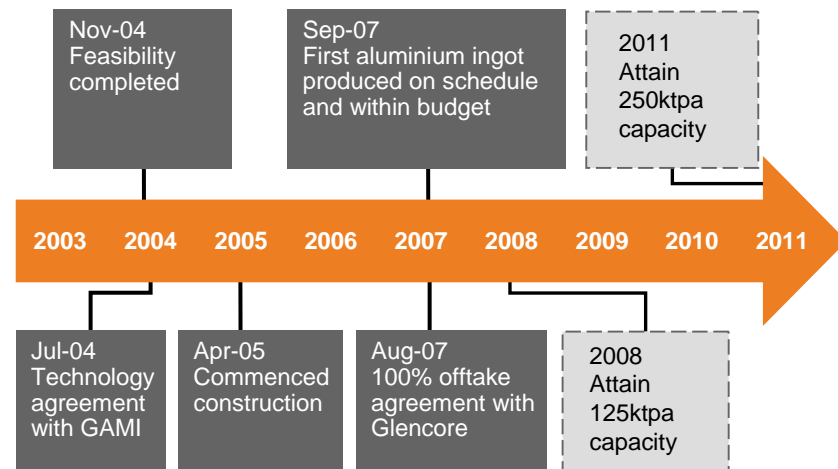 Nov-04
Feasibility
completed
Sep-07
First aluminium ingot
produced on schedule
and within budget
2011
Attain
250ktpa
capacity
2003 2004 2005 2006 2007 2008 2009 2010 2011
Jul-04
Technology
agreement
with GAMI
Apr-05
Commenced
construction
Aug-07
100% offtake
agreement with
Glencore
2008
Attain
125ktpa
capacity